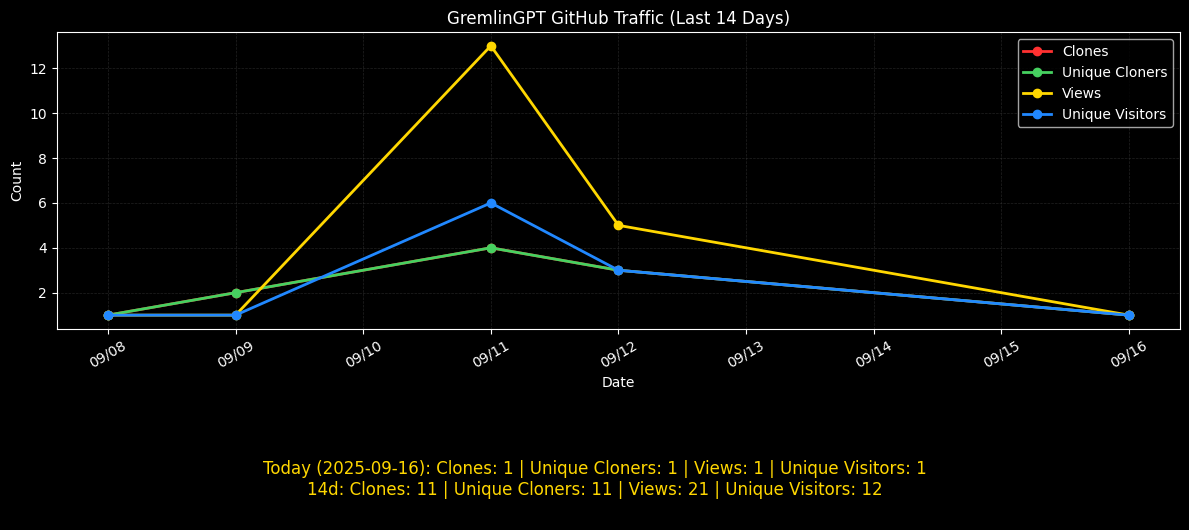 GremlinGPT GitHub Traffic (Last 14 Days)
Clones
Unique Cloners
Views
Unique Visitors
Count
12
10
8
6
4
2
09/08
09/09
09/10
09/11
09/12
09/13
09/14
09/15
09/16
Date
Today (2025-09-16): Clones: 1 | Unique Cloners: 1 | Views: 1 | Unique Visitors: 1
14d: Clones: 11 | Unique Cloners: 11 | Views: 21 | Unique Visitors: 12